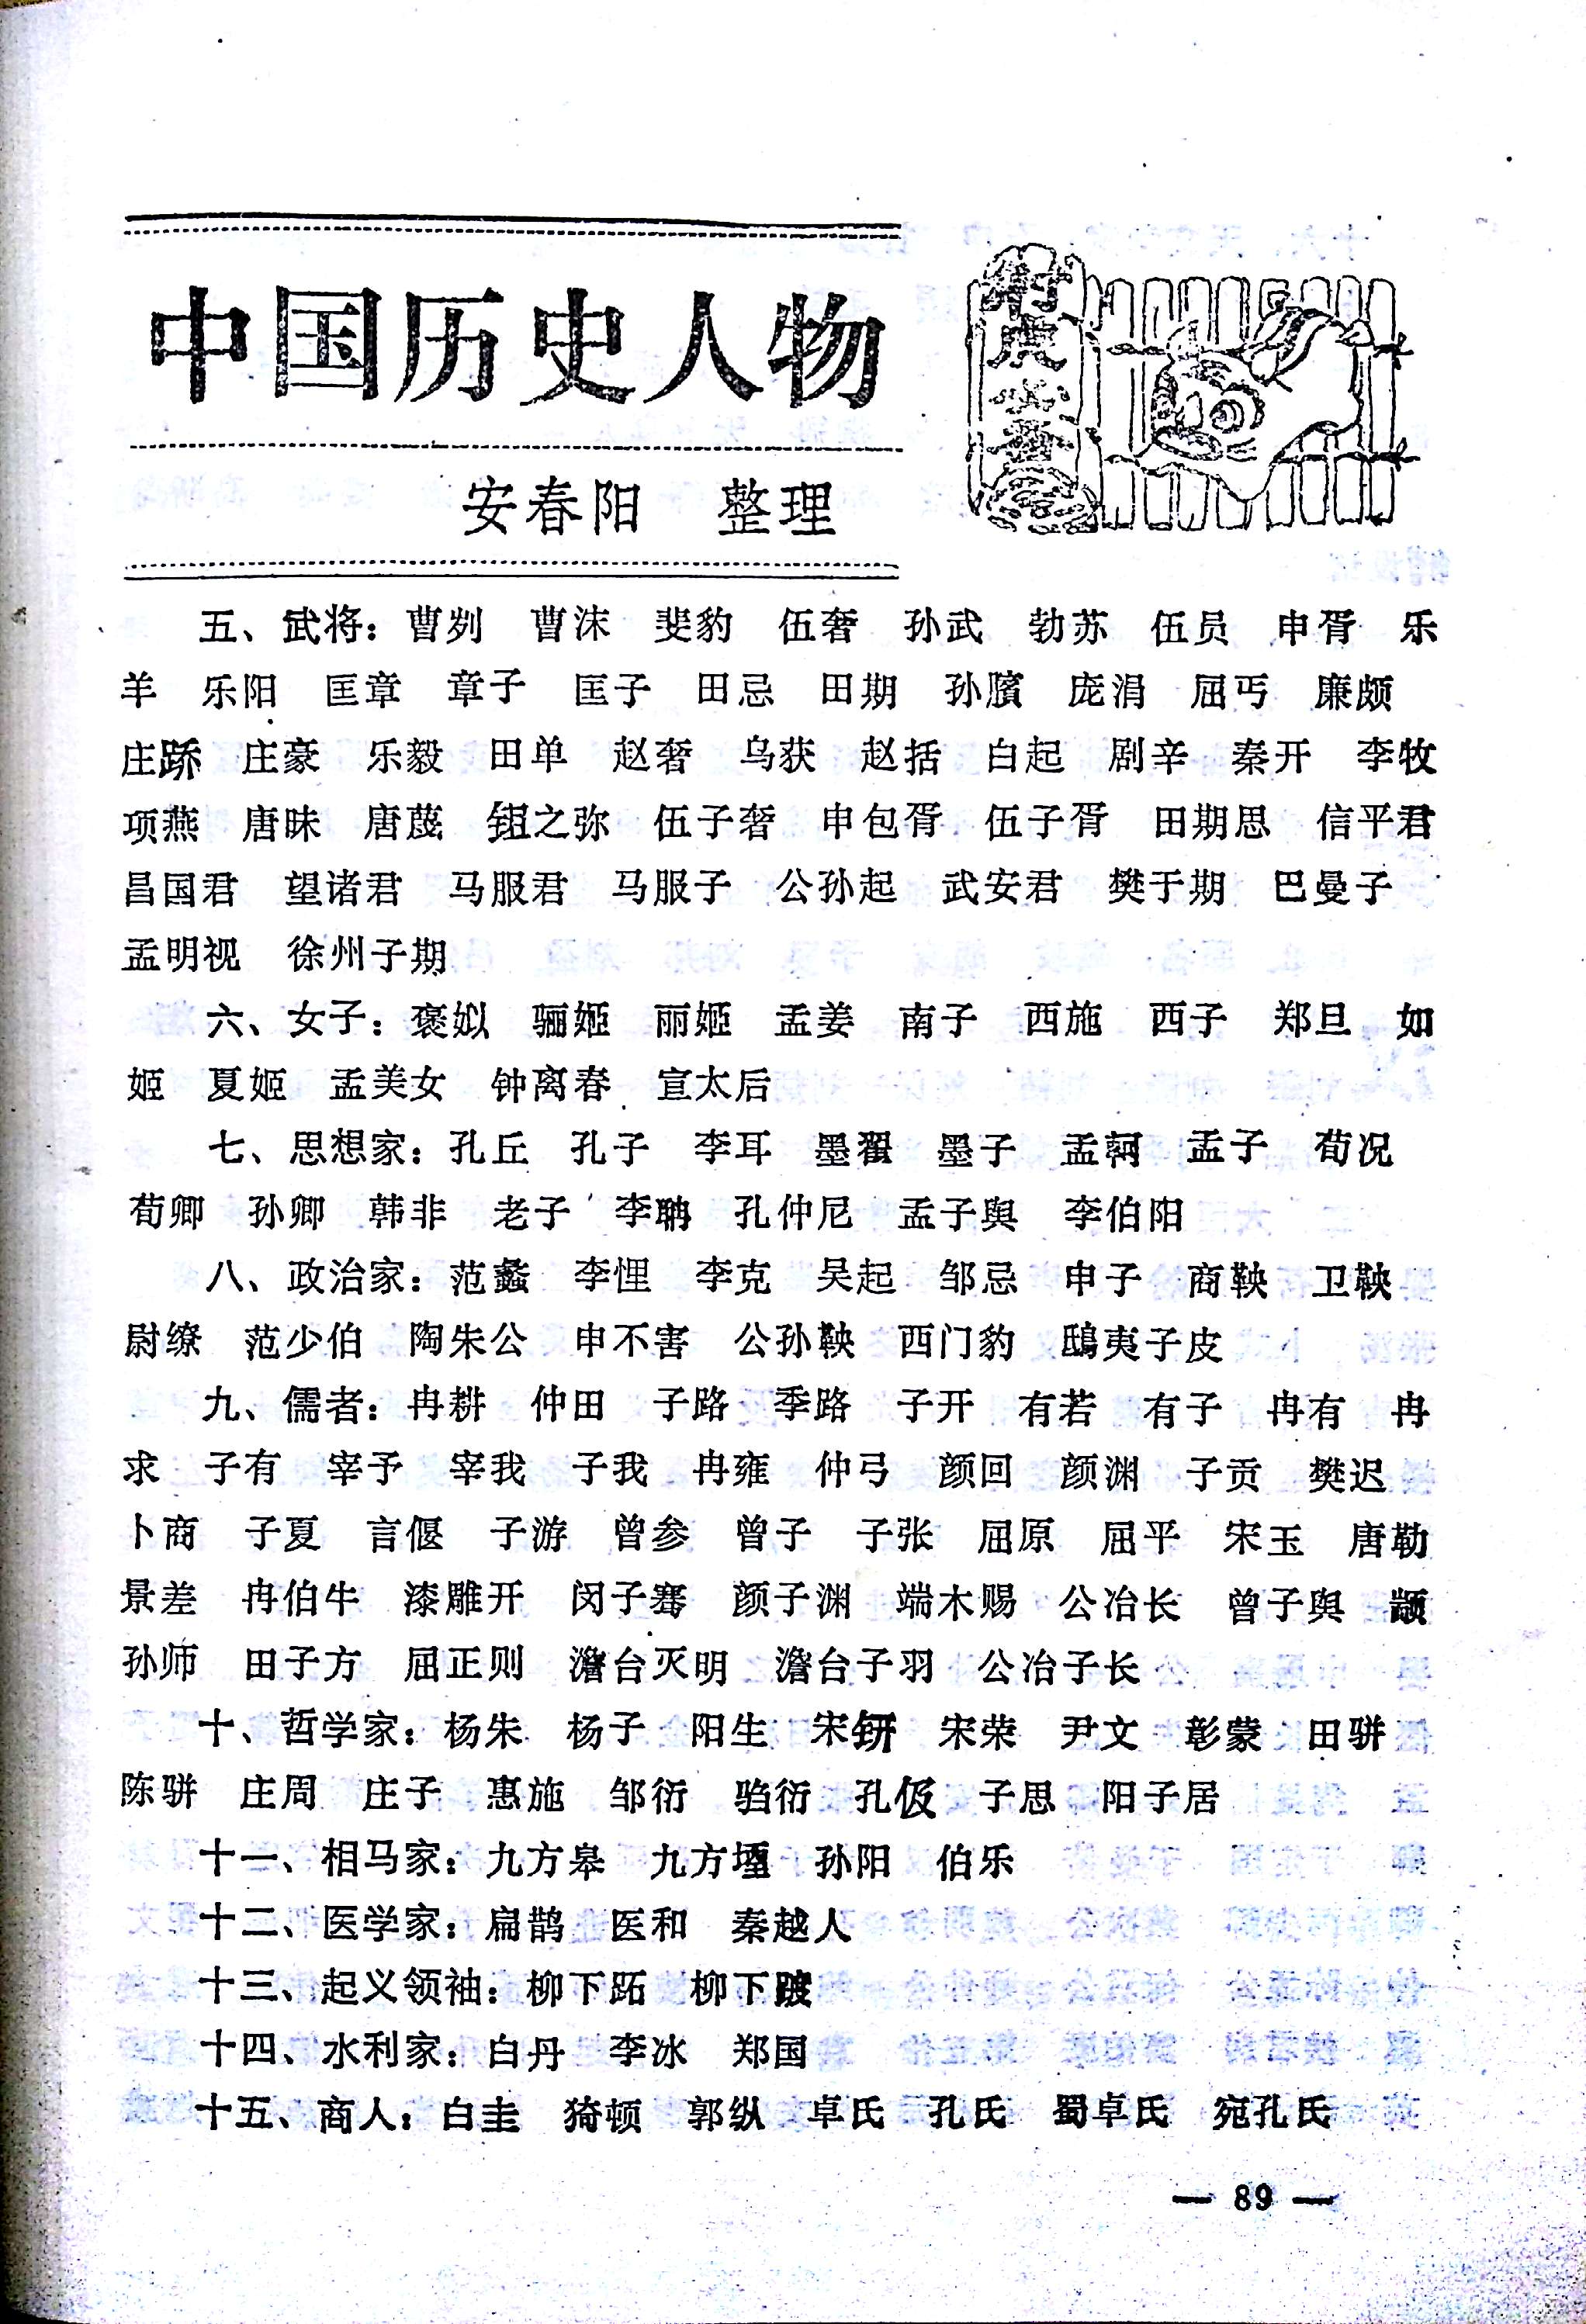 中国历史人物
安春阳 整理
五、武将：曹刿 曹沫 斐豹 伍奢 孙武 勃苏 伍员 申胥 乐
羊 乐阳 匡章 章子 匡子 田忌 田期 孙膑 庞涓 屈丐 廉颇
庄蹻 庄豪 乐毅 田单 赵奢 乌获 赵括 白起 剧辛 秦开 李牧
项燕 唐昧 唐蔑 鉏之弥 伍子奢 申包胥 伍子胥 田期思 信平君
昌国君 望诸君 马服君 马服子 公孙起 武安君 樊于期 巴曼子
孟明视 徐州子期
六、女子：褒姒 骊姬 丽姬 孟姜 南子 西施 西子 郑旦 如
姬 夏姬 孟美女 钟离春 宣太后
七、思想家：孔丘 孔子 李耳 墨翟 墨子 孟轲 孟子 荀况
荀卿 孙卿 韩非 老子 李聃 孔仲尼 孟子舆 李伯阳
八、政治家：范蠡 李悝 李克 吴起 邹忌 申子 商鞅 卫鞅
尉缭 范少伯 陶朱公 申不害 公孙鞅 西门豹 鸱夷子皮
九、儒者：冉耕 仲田 子路 季路 子开 有若 有子 冉有 冉
求 子有 宰予 宰我 子我 冉雍 仲弓 颜回 颜渊 子贡 樊迟
卜商 子夏 言偃 子游 曾参 曾子 子张 屈原 屈平 宋玉 唐勒
景差 冉伯牛 漆雕开 闵子骞 颜子渊 端木赐 公冶长 曾子舆 颛
孙师 田子方 屈正则 澹台灭明 澹台子羽 公冶子长
十、哲学家：杨朱 杨子 阳生 宋钘 宋荣 尹文 彭蒙 田骈
陈骈 庄周 庄子 惠施 邹衍 驺衍 孔伋 子思 阳子居
十一、相马家：九方皋 九方堙 孙阳 伯乐
十二、医学家：扁鹊 医和 秦越人
十三、起义领袖：柳下跖 柳下
十四、水利家：白丹 李冰 郑国
十五、商人：白圭 猗顿 郭纵 卓氏 孔氏 蜀卓氏 宛孔氏
— 89 —